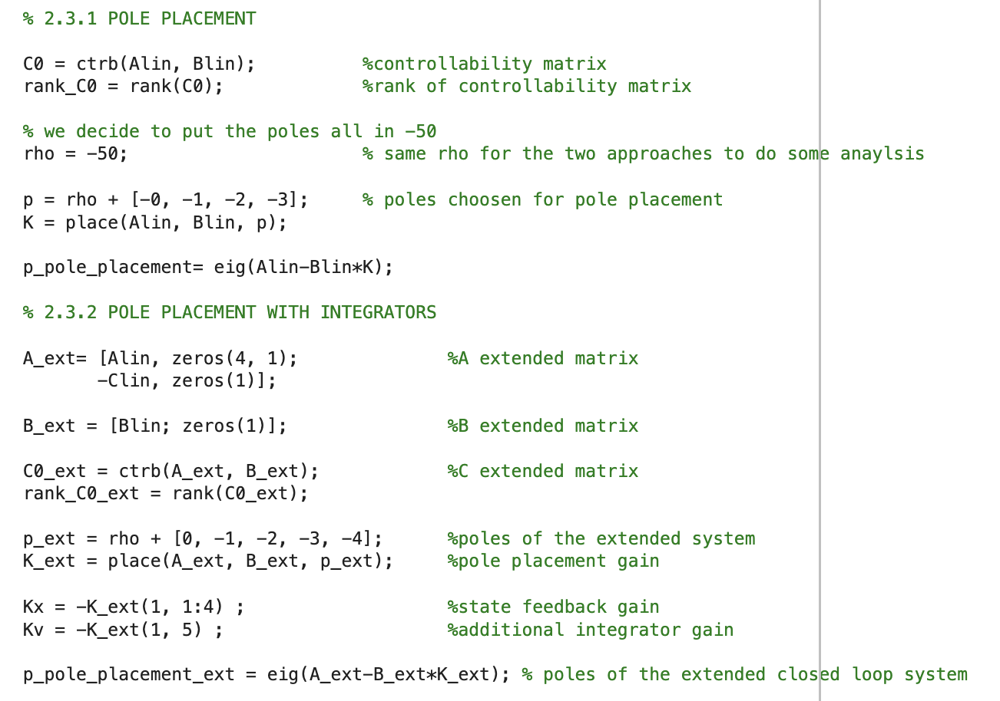 % 2.3.1 POLE PLACEMENT
C0 = ctrb(Alin, Blin); %controllability matrix
rank_C0 = rank(C0); %rank of controllability matrix
% we decide to put the poles all in -50
rho = -50; % same rho for the two approaches to do some anaylsis
p = rho + [-0, -1, -2, -3]; % poles choosen for pole placement
K = place(Alin, Blin, p);
p_pole_placement= eig(Alin-Blin*K);
% 2.3.2 POLE PLACEMENT WITH INTEGRATORS
A_ext= [Alin, zeros(4, 1); %A extended matrix
-Clin, zeros(1)];
B_ext = [Blin; zeros(1)]; %B extended matrix
C0_ext = ctrb(A_ext, B_ext); %C extended matrix
rank_C0_ext = rank(C0_ext);
p_ext = rho + [0, -1, -2, -3, -4]; %poles of the extended system
K_ext = place(A_ext, B_ext, p_ext); %pole placement gain
Kx = -K_ext(1, 1:4) ; %state feedback gain
Kv = -K_ext(1, 5) ; %additional integrator gain
p_pole_placement_ext = eig(A_ext-B_ext*K_ext); % poles of the extended closed loop system